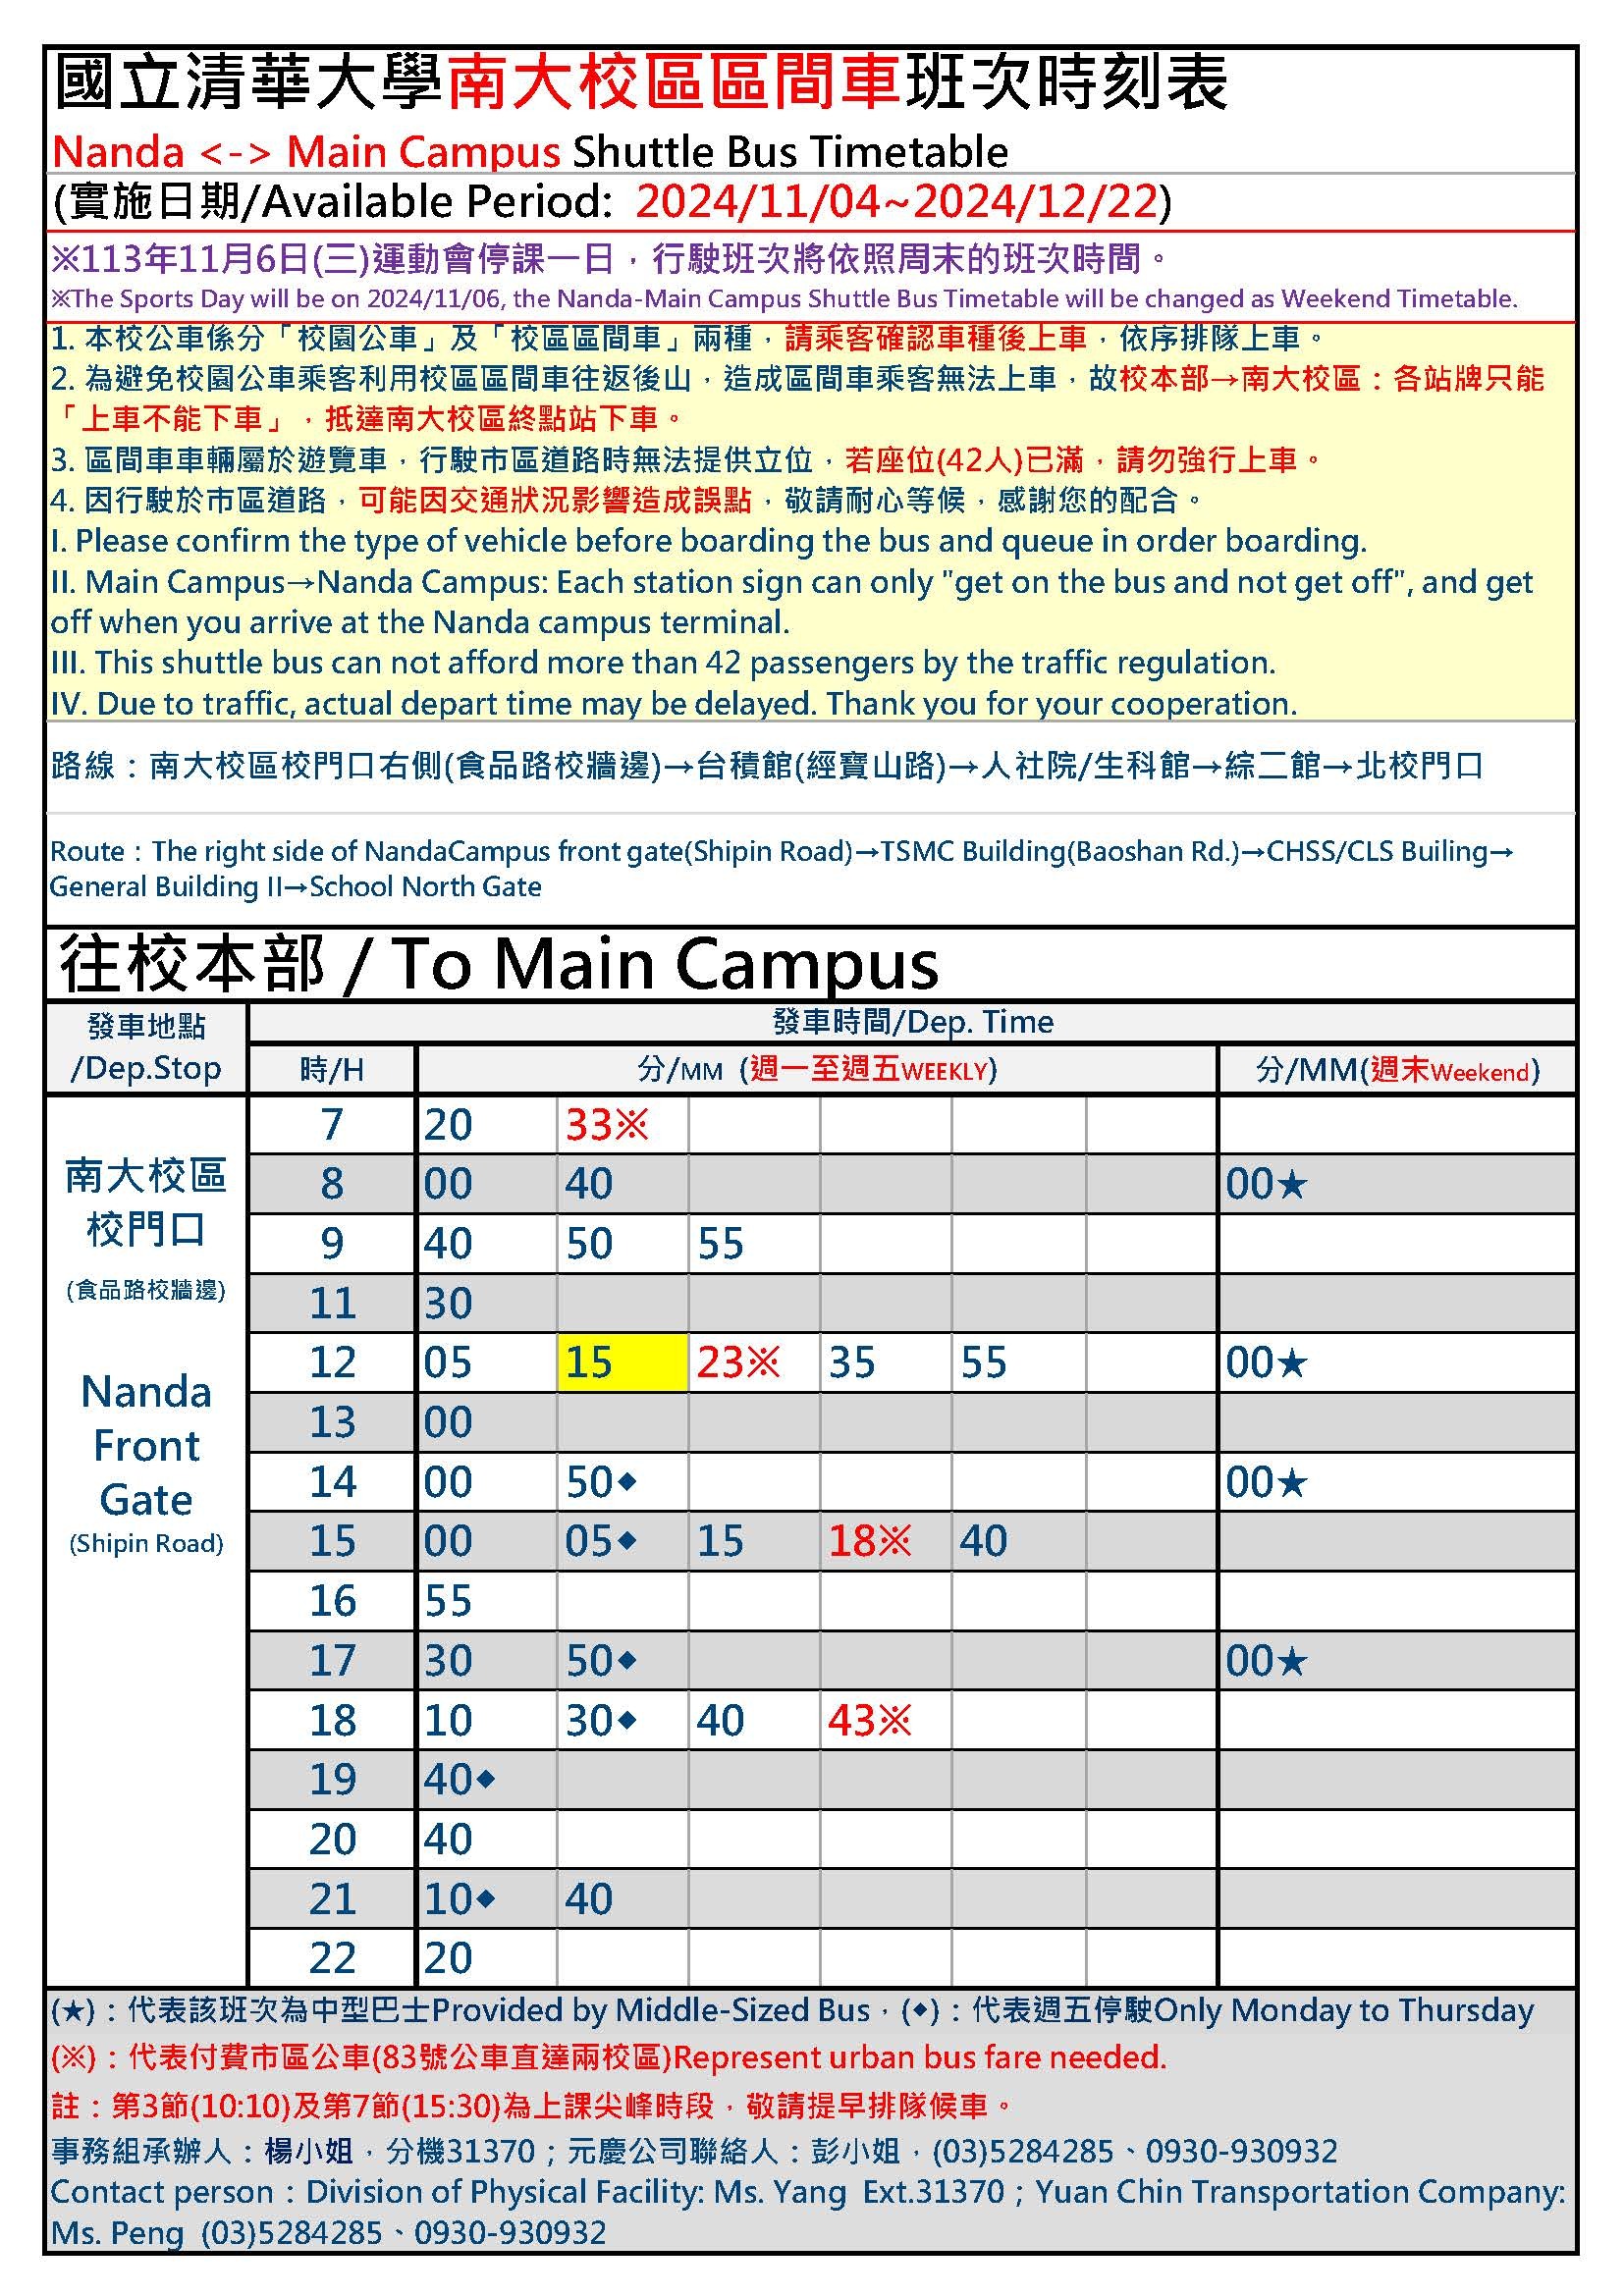 國立清華大學南大校區區間車班次時刻表
Nanda <-> Main Campus Shuttle Bus Timetable
(實施日期/Available Period: 2024/11/04~2024/12/22)
※113年11月6日(三)運動會停課一日，行駛班次將依照周末的班次時間。
※The Sports Day will be on 2024/11/06, the Nanda-Main Campus Shuttle Bus Timetable will be changed as Weekend Timetable.
1. 本校公車係分「校園公車」及「校區區間車」兩種，請乘客確認車種後上車，依序排隊上車。
2. 為避免校園公車乘客利用校區區間車往返後山，造成區間車乘客無法上車，故校本部→南大校區：各站牌只能
「上車不能下車」，抵達南大校區終點站下車。
3. 區間車車輛屬於遊覽車，行駛市區道路時無法提供立位，若座位(42人)已滿，請勿強行上車。
4. 因行駛於市區道路，可能因交通狀況影響造成誤點，敬請耐心等候，感謝您的配合。
I. Please confirm the type of vehicle before boarding the bus and queue in order boarding.
II. Main Campus→Nanda Campus: Each station sign can only "get on the bus and not get off", and get
off when you arrive at the Nanda campus terminal.
III. This shuttle bus can not afford more than 42 passengers by the traffic regulation.
IV. Due to traffic, actual depart time may be delayed. Thank you for your cooperation.
路線：南大校區校門口右側(食品路校牆邊)→台積館(經寶山路)→人社院/生科館→綜二館→北校門口
Route：The right side of NandaCampus front gate(Shipin Road)→TSMC Building(Baoshan Rd.)→CHSS/CLS Builing→
General Building II→School North Gate
往校本部 / To Main Campus
發車地點
/Dep.Stop
發車時間/Dep. Time
時/H 分/MM (週一至週五WEEKLY) 分/MM(週末Weekend)
南大校區
校門口
(食品路校牆邊)
Nanda
Front
Gate
(Shipin Road)
7 20 33※
8 00 40 00★
9 40 50 55
11 30
12 05 15 23※ 35 55 00★
13 00
14 00 50◆ 00★
15 00 05◆ 15 18※ 40
16 55
17 30 50◆ 00★
18 10 30◆ 40 43※
19 40◆
20 40
21 10◆ 40
22 20
(★)：代表該班次為中型巴士Provided by Middle-Sized Bus，(◆)：代表週五停駛Only Monday to Thursday
(※)：代表付費市區公車(83號公車直達兩校區)Represent urban bus fare needed.
註：第3節(10:10)及第7節(15:30)為上課尖峰時段，敬請提早排隊候車。
事務組承辦人：楊小姐，分機31370；元慶公司聯絡人：彭小姐，(03)5284285、0930-930932
Contact person：Division of Physical Facility: Ms. Yang Ext.31370；Yuan Chin Transportation Company:
Ms. Peng (03)5284285、0930-930932